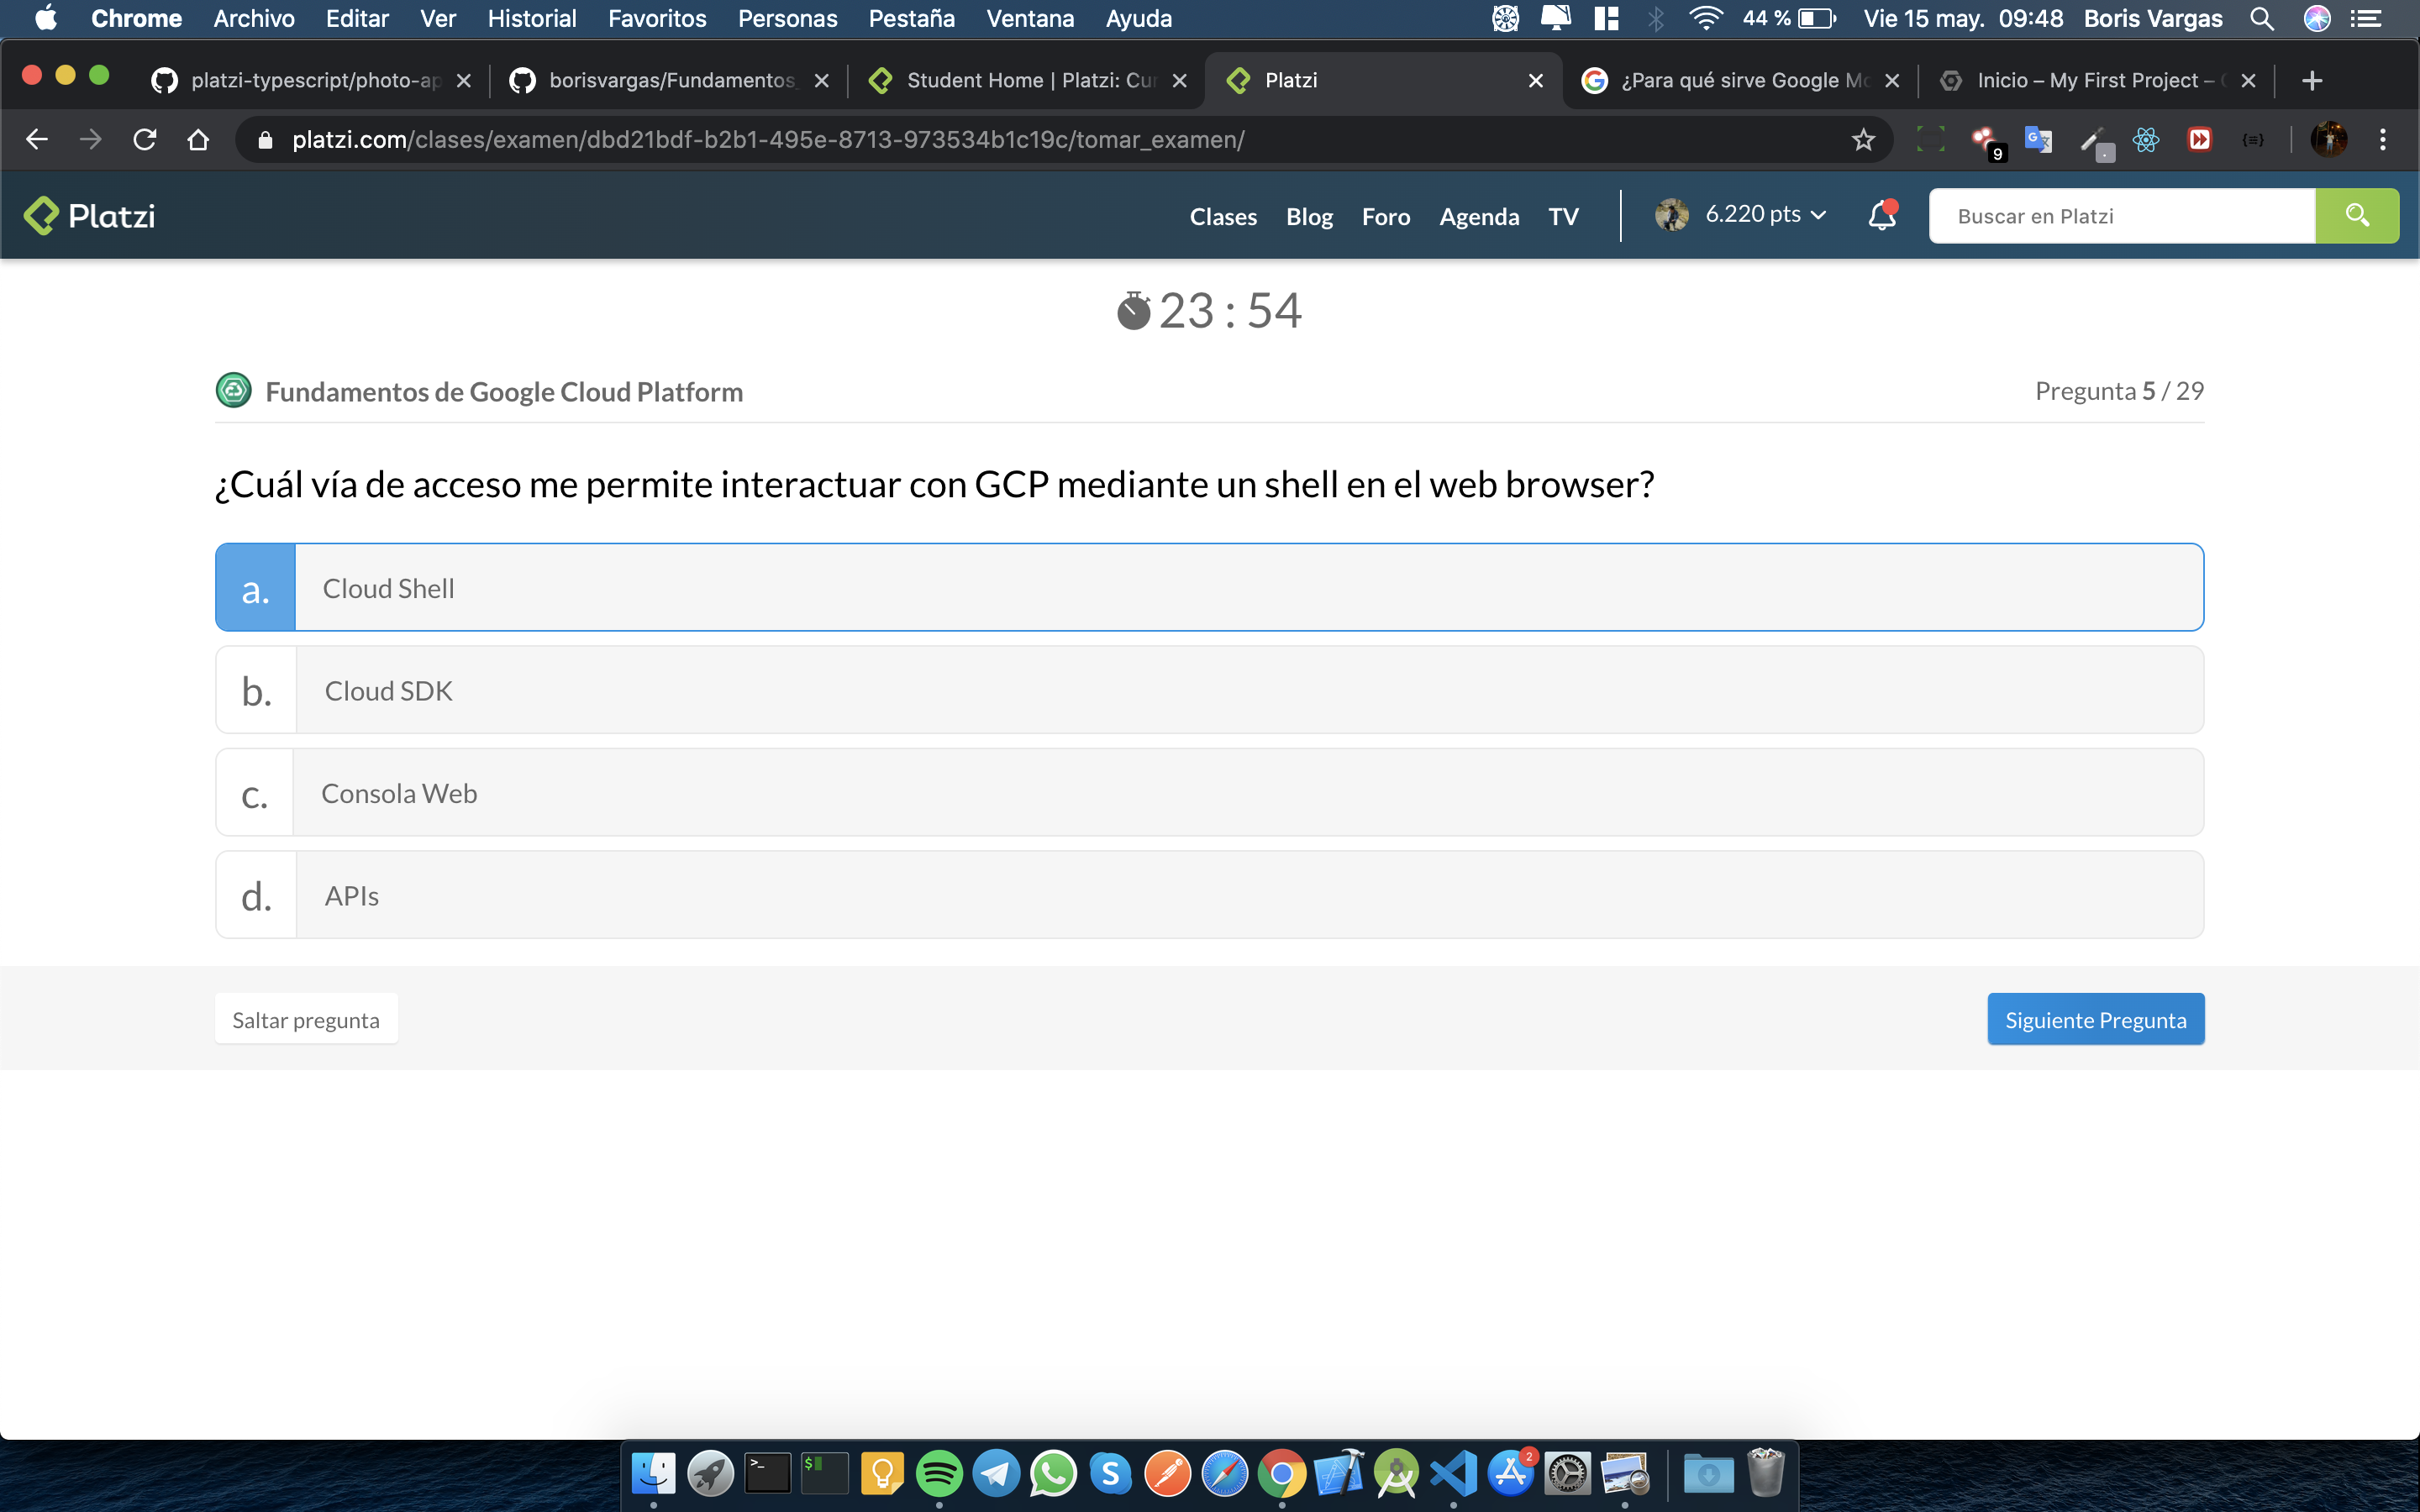 Chrome Archivo Editar Ver Historial Favoritos Personas Pestaña Ventana Ayuda 44 % Vie 15 may. 09:48 Boris Vargas
platzi-typescript/photo-ap borisvargas/Fundamentos_ Student Home | Platzi: Cur Platzi ¿Para qué sirve Google Mo Inicio – My First Project –
platzi.com/clases/examen/dbd21bdf-b2b1-495e-8713-973534b1c19c/tomar_examen/ 9
Platzi Clases Blog Foro Agenda TV 6.220 pts Buscar en Platzi
23 : 54
Fundamentos de Google Cloud Platform Pregunta 5 / 29
¿Cuál vía de acceso me permite interactuar con GCP mediante un shell en el web browser?
a. Cloud Shell
b. Cloud SDK
c. Consola Web
d. APIs
Saltar pregunta Siguiente Pregunta
2